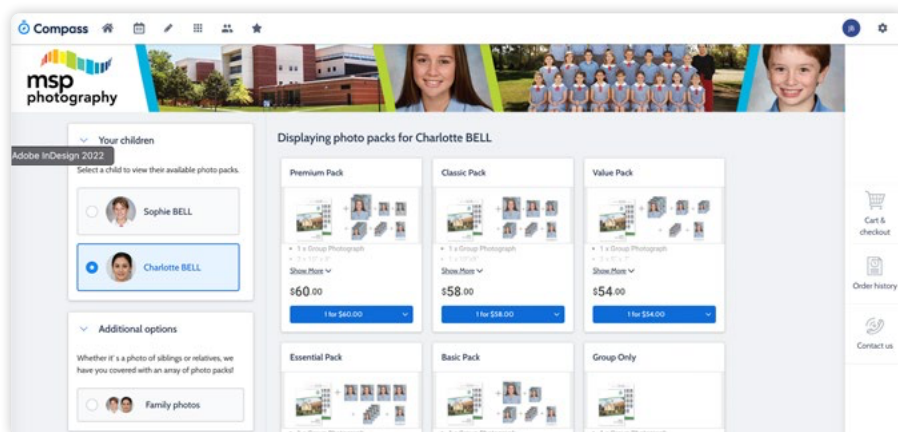 Compass
JB
msp
photography
Your children
Adobe InDesign 2022
Select a child to view their available photo packs.
Sophie BELL
Charlotte BELL
Additional options
Whether it's a photo of siblings or relatives, we
have you covered with an array of photo packs!
Family photos
Displaying photo packs for Charlotte BELL
Premium Pack
1 x Group Photograph
Show More
$60.00
1 for $60.00
Classic Pack
1 x Group Photograph
Show More
$58.00
1 for $58.00
Value Pack
1 x Group Photograph
Show More
$54.00
1 for $54.00
Essential Pack
Basic Pack
Group Only
Cart &
checkout
Order history
Contact us